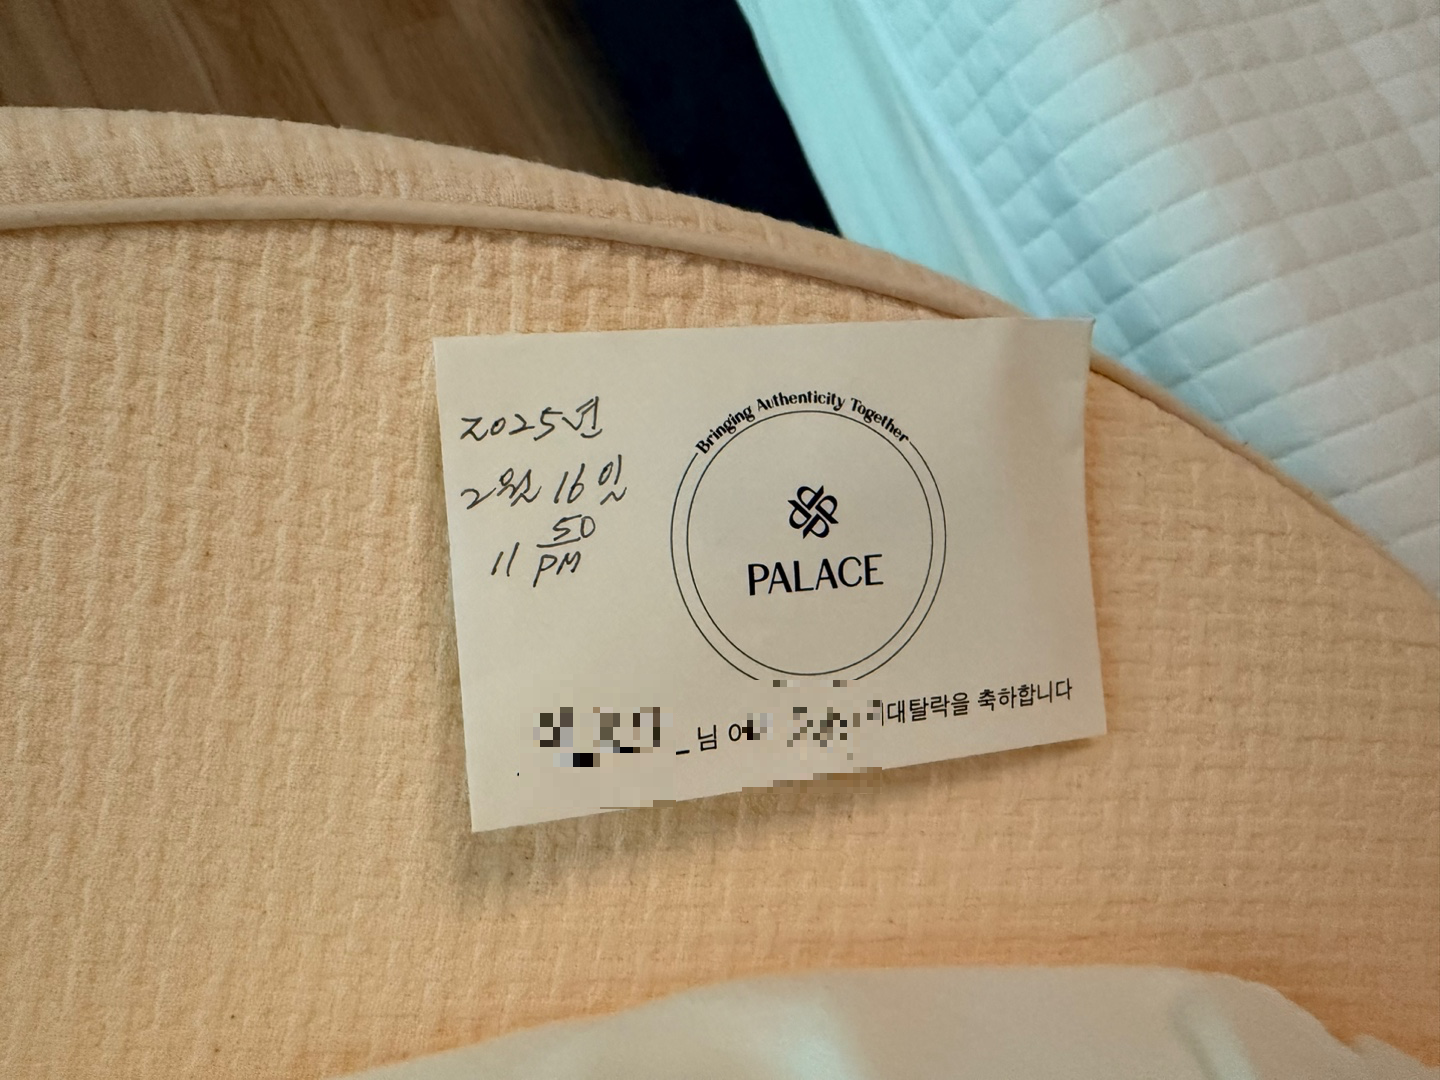 2025년
2월 16일
11 50
PM
Bringing Authenticity Together
PALACE
님 대탈락을 축하합니다